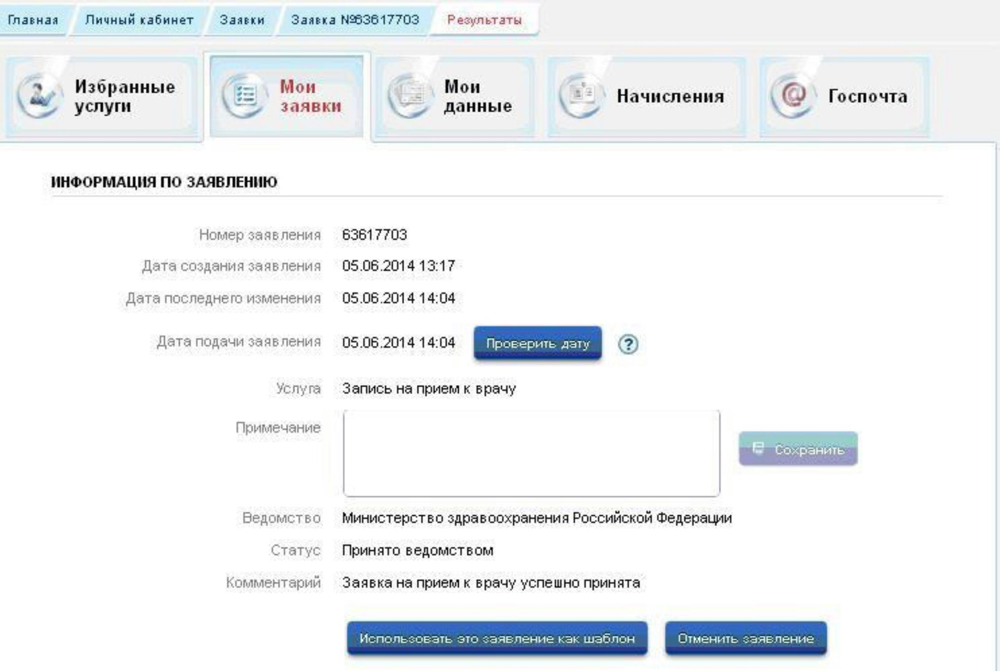 Главная Личный кабинет Заявки Заявка №63617703 Результаты
Избранные услуги
Мои заявки
Мои данные
Начисления
Госпочта
ИНФОРМАЦИЯ ПО ЗАЯВЛЕНИЮ
Номер заявления 63617703
Дата создания заявления 05.06.2014 13:17
Дата последнего изменения 05.06.2014 14:04
Дата подачи заявления 05.06.2014 14:04 Проверить дату ?
Услуга Запись на прием к врачу
Примечание
Сохранить
Ведомство Министерство здравоохранения Российской Федерации
Статус Принято ведомством
Комментарий Заявка на прием к врачу успешно принята
Использовать это заявление как шаблон Отменить заявление